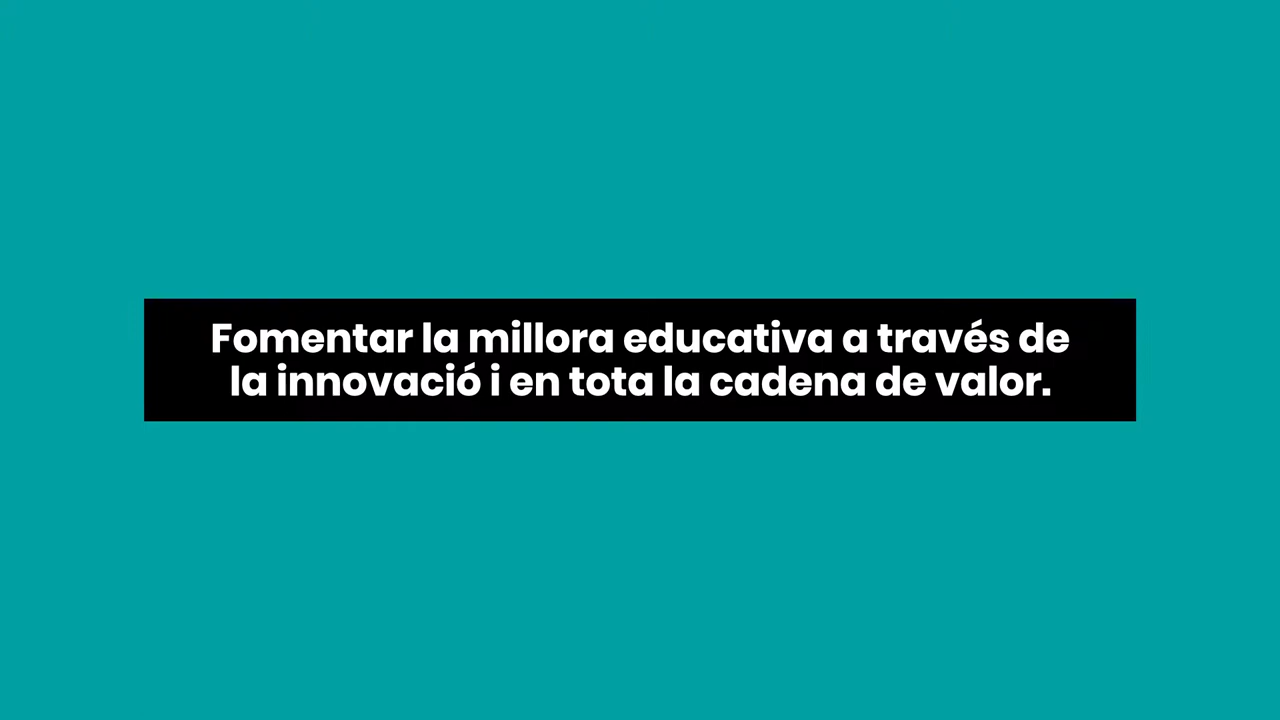 Fomentar la millora educativa a través de
la innovació i en tota la cadena de valor.